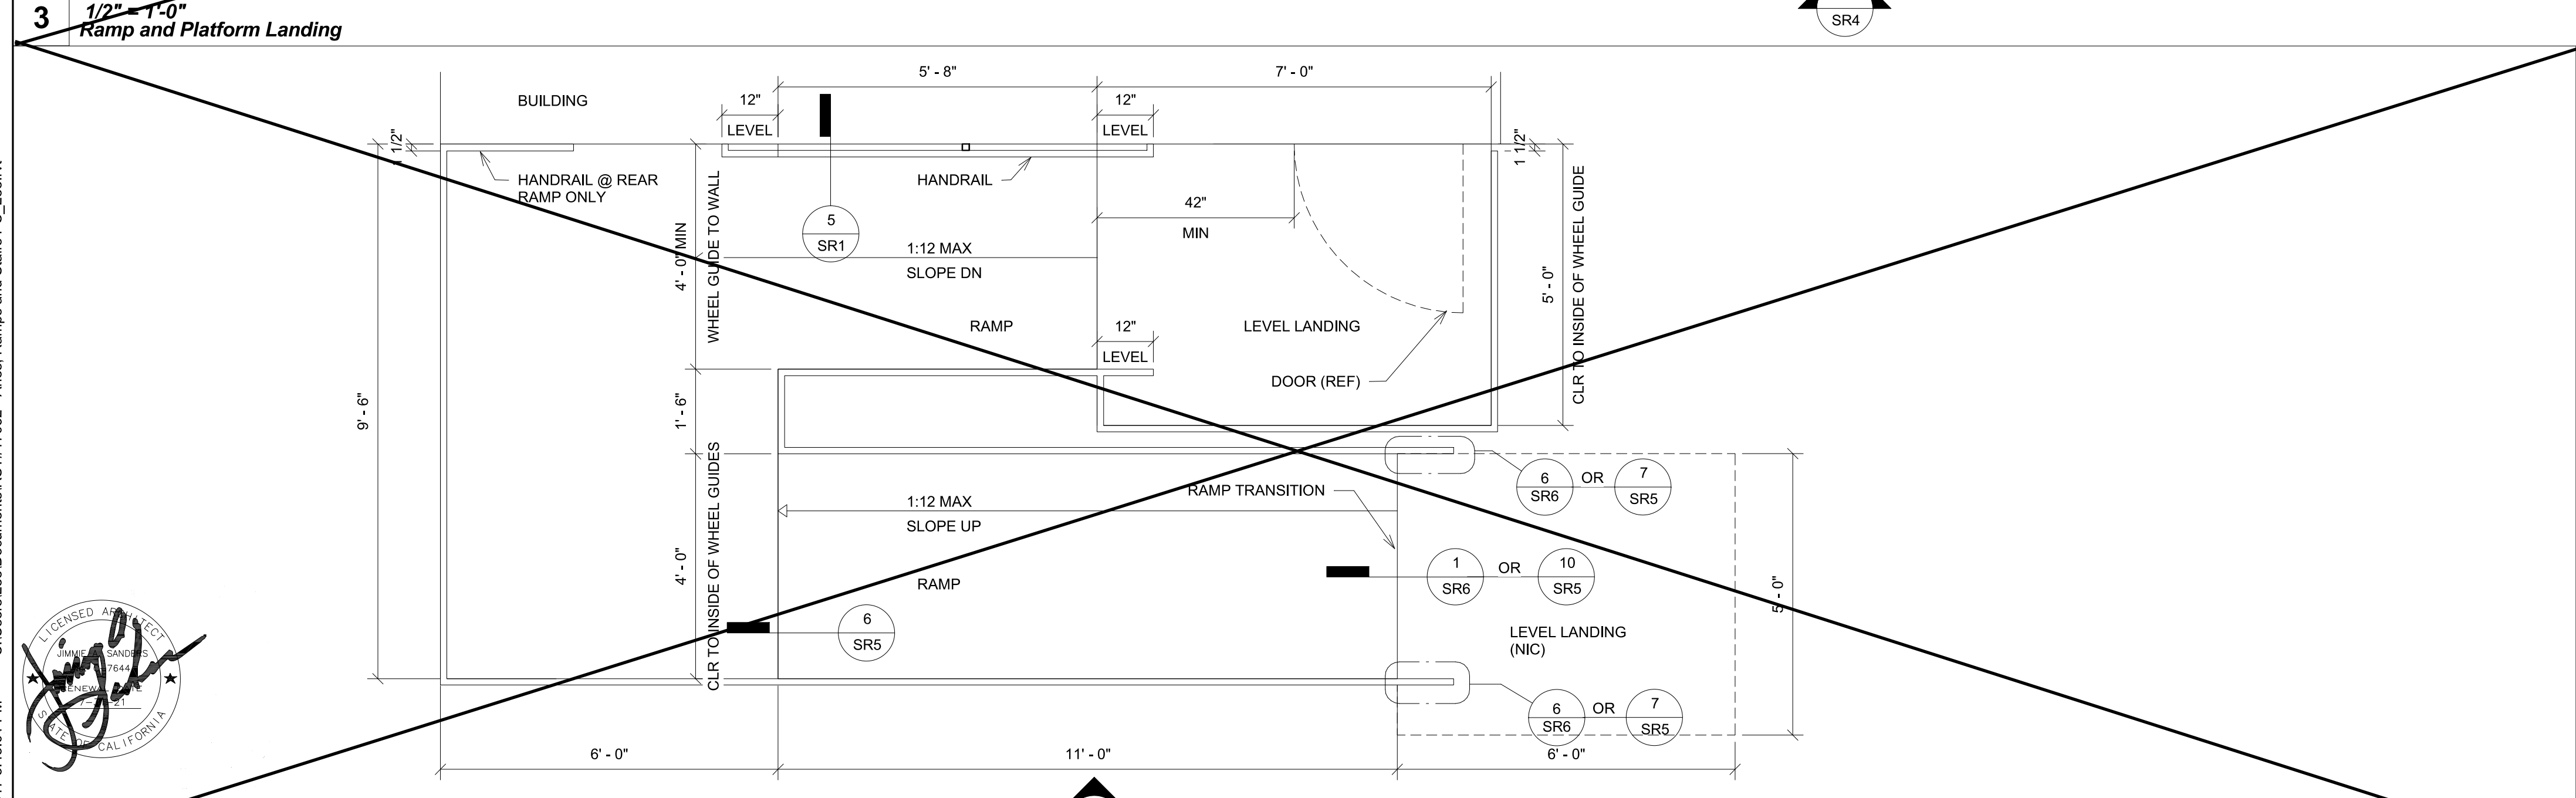 3
1/2" = 1'-0"
Ramp and Platform Landing
SR4
5' - 8"
7' - 0"
BUILDING
12"
LEVEL
12"
LEVEL
1 1/2"
1 1/2"
HANDRAIL @ REAR
RAMP ONLY
HANDRAIL
5
SR1
42"
MIN
4' - 0" MIN
WHEEL GUIDE TO WALL
1:12 MAX
SLOPE DN
5' - 0"
CLR TO INSIDE OF WHEEL GUIDE
RAMP
12"
LEVEL
LEVEL LANDING
DOOR (REF)
9' - 6"
1' - 6"
6
SR6
OR
7
SR5
RAMP TRANSITION
1:12 MAX
SLOPE UP
4' - 0"
CLR TO INSIDE OF WHEEL GUIDES
RAMP
1
SR6
OR
10
SR5
5' - 0"
6
SR5
LEVEL LANDING
(NIC)
6
SR6
OR
7
SR5
6' - 0"
11' - 0"
6' - 0"
LICENSED ARCHITECT
JIMMIE A. SANDERS
7644
RENEWAL DATE
STATE OF CALIFORNIA